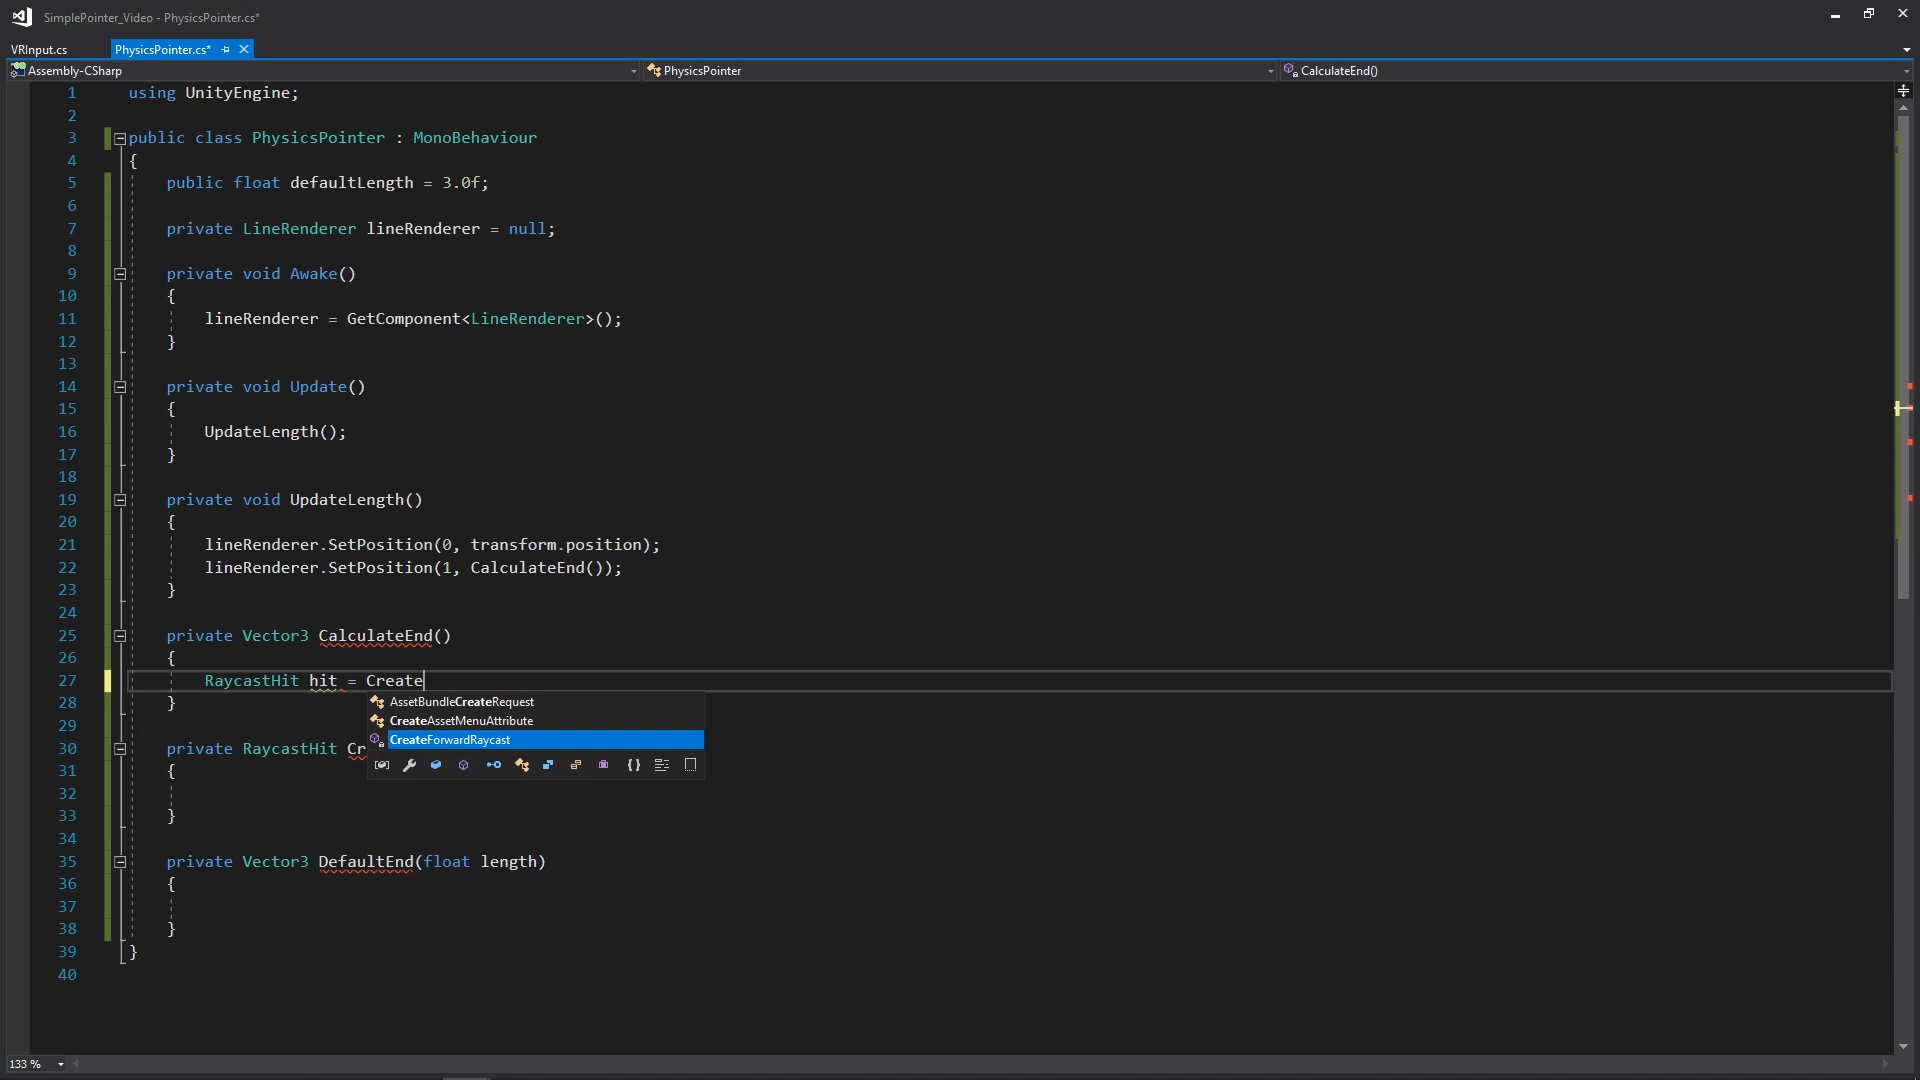 SimplePointer_Video - PhysicsPointer.cs*
VRInput.cs
PhysicsPointer.cs*
Assembly-CSharp
PhysicsPointer
CalculateEnd()
1 using UnityEngine;
2
3 public class PhysicsPointer : MonoBehaviour
4 {
5 public float defaultLength = 3.0f;
6
7 private LineRenderer lineRenderer = null;
8
9 private void Awake()
10 {
11 lineRenderer = GetComponent<LineRenderer>();
12 }
13
14 private void Update()
15 {
16 UpdateLength();
17 }
18
19 private void UpdateLength()
20 {
21 lineRenderer.SetPosition(0, transform.position);
22 lineRenderer.SetPosition(1, CalculateEnd());
23 }
24
25 private Vector3 CalculateEnd()
26 {
27 RaycastHit hit = Create
AssetBundleCreateRequest
28 }
CreateAssetMenuAttribute
29
CreateForwardRaycast
30 private RaycastHit Cr
31 {
32
33 }
34
35 private Vector3 DefaultEnd(float length)
36 {
37
38 }
39 }
40
133 %